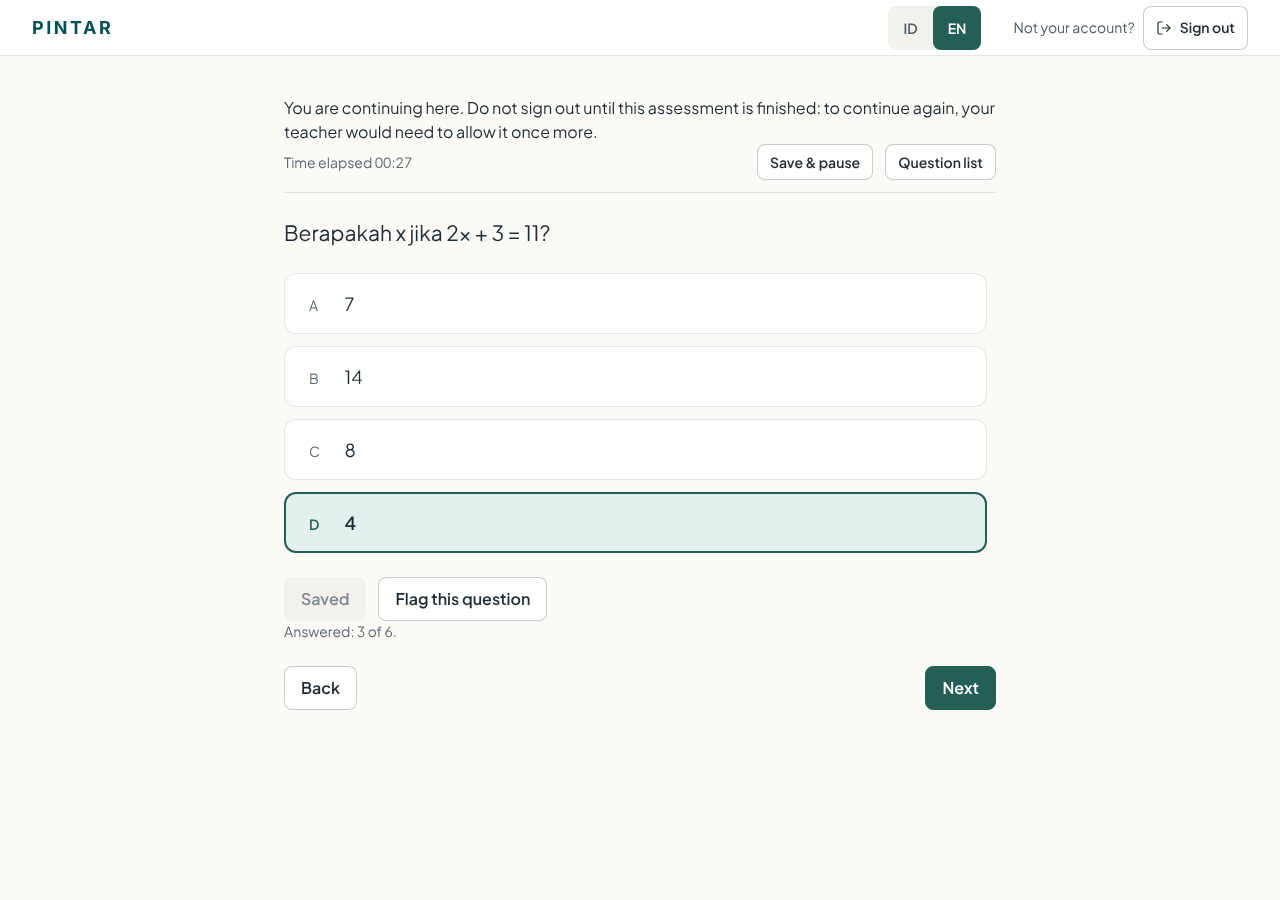 PINTAR
ID
EN
Not your account?
Sign out
You are continuing here. Do not sign out until this assessment is finished: to continue again, your
teacher would need to allow it once more.
Time elapsed 00:27
Save & pause
Question list
Berapakah x jika 2× + 3 = 11?
A 7
B 14
C 8
D 4
Saved
Flag this question
Answered: 3 of 6.
Back
Next